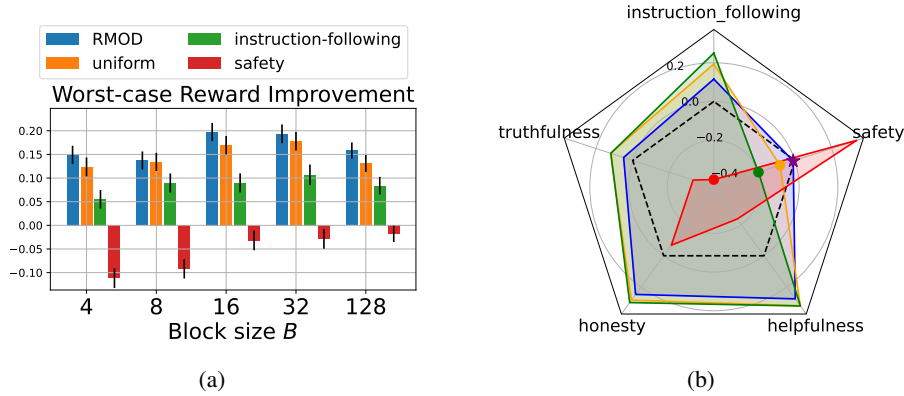 RMOD
uniform
instruction-following
safety
Worst-case Reward Improvement
0.20
0.15
0.10
0.05
0.00
−0.05
−0.10
4 8 16 32 128
Block size B
(a)
instruction_following
0.2
0.0
−0.2
−0.4
truthfulness
safety
honesty
helpfulness
(b)